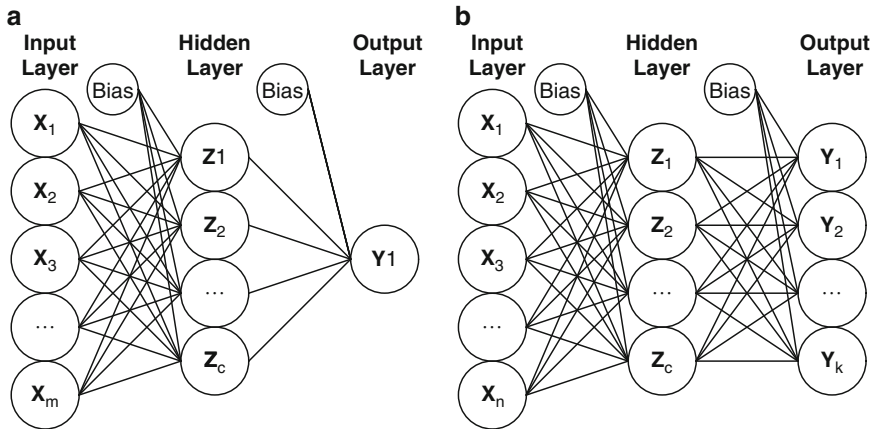 a
Input Layer
Hidden Layer
Output Layer
Bias
Bias
X1
X2
X3
...
Xm
Z1
Z2
...
Zc
Y1
b
Input Layer
Hidden Layer
Output Layer
Bias
Bias
X1
X2
X3
...
Xn
Z1
Z2
...
Zc
Y1
Y2
...
Yk